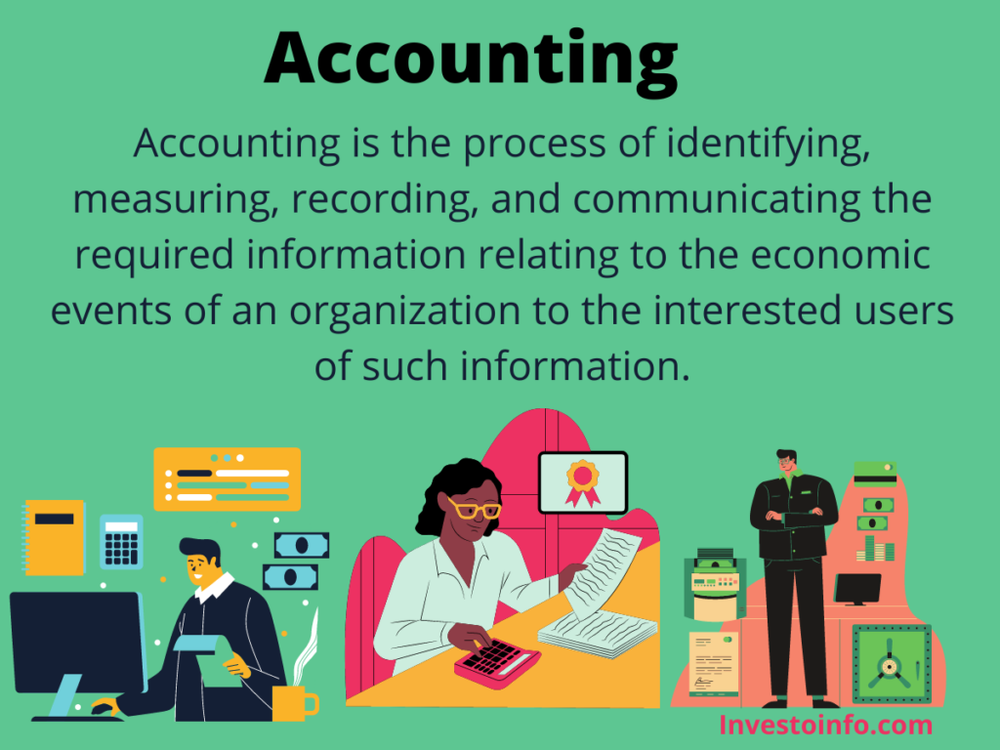 Accounting
Accounting is the process of identifying,
measuring, recording, and communicating the
required information relating to the economic
events of an organization to the interested users
of such information.
Investoinfo.com